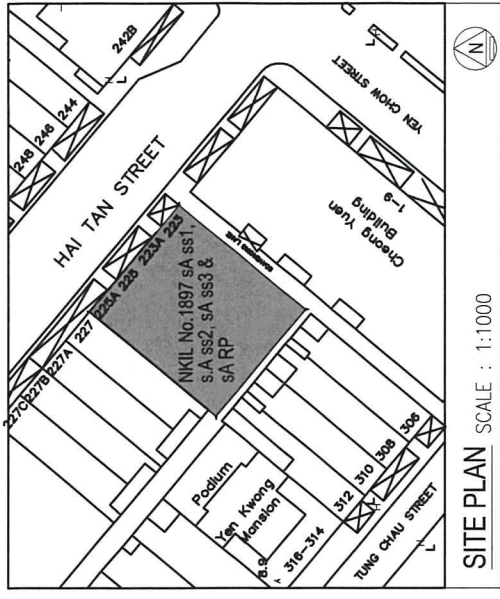 242B
244
246
248
HAI TAN STREET
YEN CHOW STREET
227C
227B
227A
227
225A
225
223A
223
NKIL No.1897 sA ss1,
s.A ss2, sA ss3 &
sA RP
Cheong Yuen
Building
1-9
Podium
Yen Kwong
Mansion
6.9
316-314
312
310
308
306
TUNG CHAU STREET
SITE PLAN SCALE : 1:1000
N